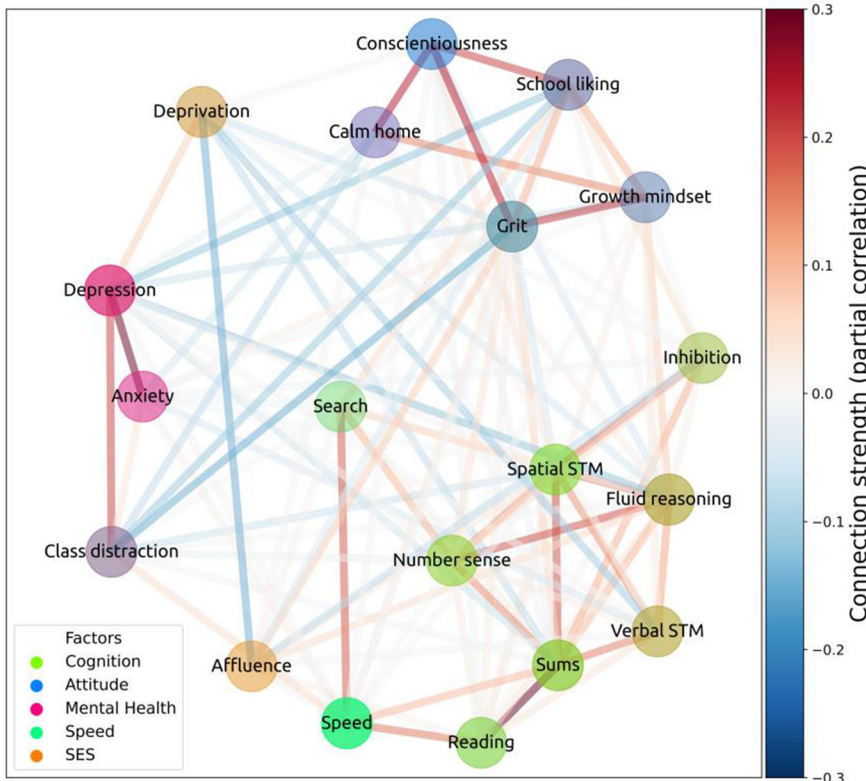 Conscientiousness
School liking
Deprivation
Calm home
Growth mindset
Grit
Depression
Inhibition
Anxiety
Search
Spatial STM
Fluid reasoning
Class distraction
Number sense
Verbal STM
Affluence
Sums
Speed
Reading
Factors
Cognition
Attitude
Mental Health
Speed
SES
0.3
0.2
0.1
0.0
−0.1
−0.2
−0.3
Connection strength (partial correlation)